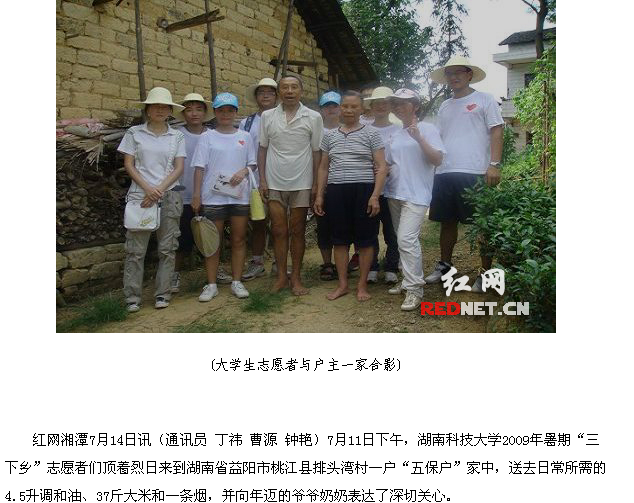 红网
REDNET.CN
(大学生志愿者与户主一家合影)
红网湘潭7月14日讯（通讯员 丁祎 曹源 钟艳）7月11日下午，湖南科技大学2009年暑期“三
下乡”志愿者们顶着烈日来到湖南省益阳市桃江县排头湾村一户“五保户”家中，送去日常所需的
4.5升调和油、37斤大米和一条烟，并向年迈的爷爷奶奶表达了深切关心。